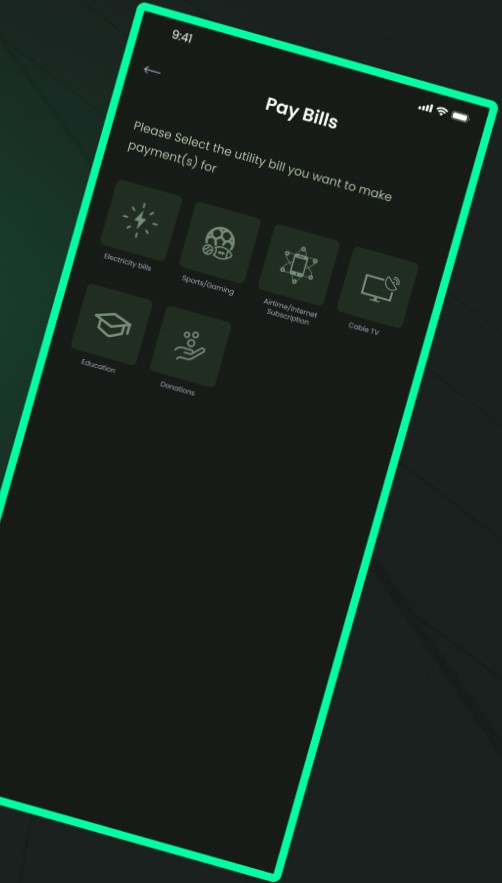 9:41
Pay Bills
Please Select the utility bill you want to make
payment(s) for
Electricity bills
Sports/Gaming
Airtime/Internet
Subscription
Cable TV
Education
Donations